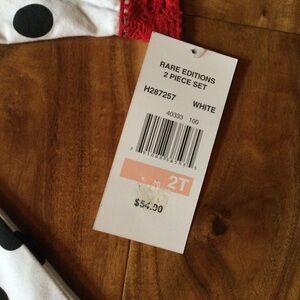 RARE EDITIONS
2 PIECE SET
H287257 WHITE
40333 100
2T
$54.00